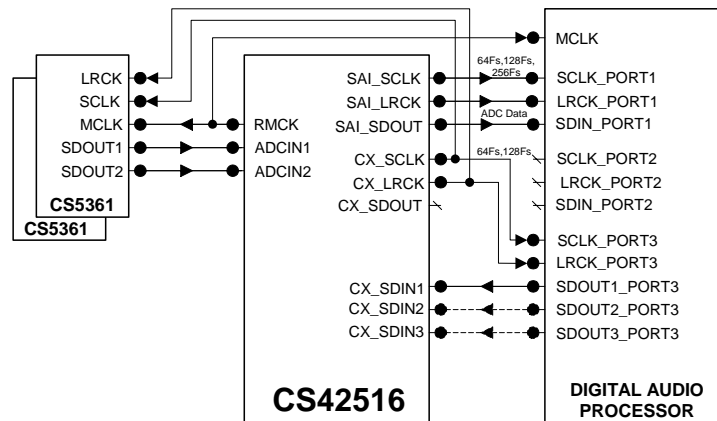 LRCK
SCLK
MCLK
SDOUT1
SDOUT2
CS5361
CS5361
RMCK
ADCIN1
ADCIN2
SAI_SCLK
SAI_LRCK
SAI_SDOUT
CX_SCLK
CX_LRCK
CX_SDOUT
CX_SDIN1
CX_SDIN2
CX_SDIN3
CS42516
64Fs,128Fs,
256Fs
ADC Data
64Fs,128Fs
MCLK
SCLK_PORT1
LRCK_PORT1
SDIN_PORT1
SCLK_PORT2
LRCK_PORT2
SDIN_PORT2
SCLK_PORT3
LRCK_PORT3
SDOUT1_PORT3
SDOUT2_PORT3
SDOUT3_PORT3
DIGITAL AUDIO
PROCESSOR